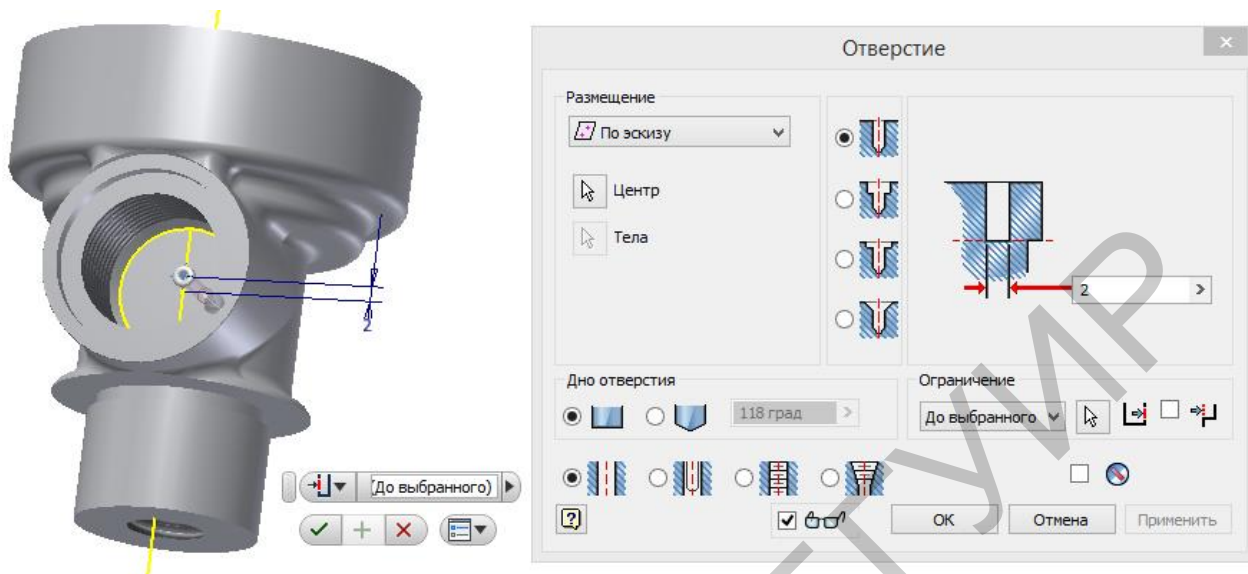 2
(До выбранного)
Отверстие
Размещение
По эскизу
Центр
Тела
2
Дно отверстия
118 град
Ограничение
До выбранного
ОК
Отмена
Применить
ГУИР